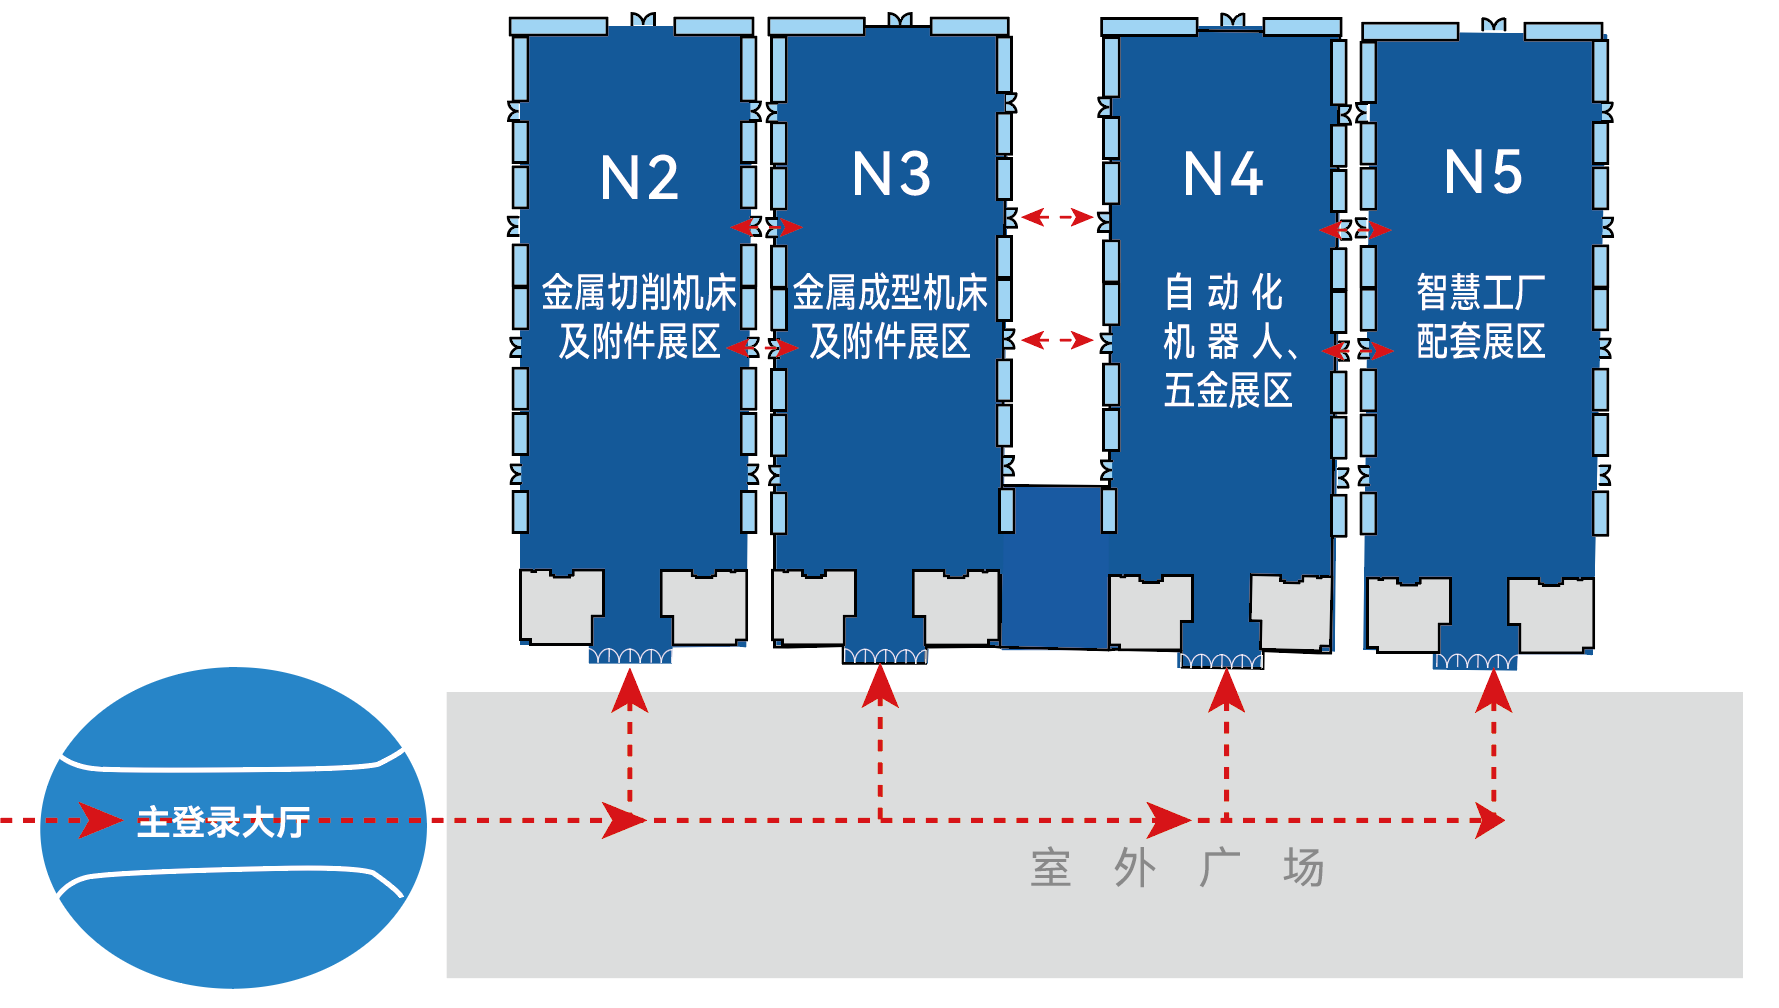 N2
金属切削机床
及附件展区
N3
金属成型机床
及附件展区
N4
自动化
机器人、
五金展区
N5
智慧工厂
配套展区
主登录大厅
室外广场